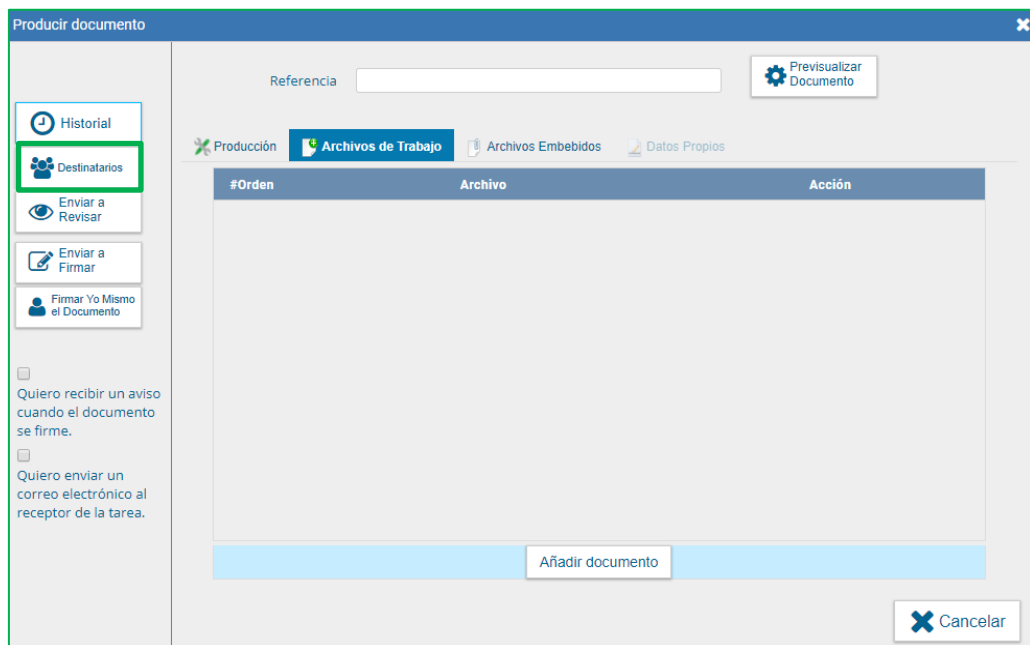 Producir documento
Referencia
Previsualizar
Documento
Historial
Destinatarios
Enviar a
Revisar
Enviar a
Firmar
Firmar Yo Mismo
el Documento
Quiero recibir un aviso
cuando el documento
se firme.
Quiero enviar un
correo electrónico al
receptor de la tarea.
Producción
Archivos de Trabajo
Archivos Embebidos
Datos Propios
#Orden
Archivo
Acción
Añadir documento
Cancelar